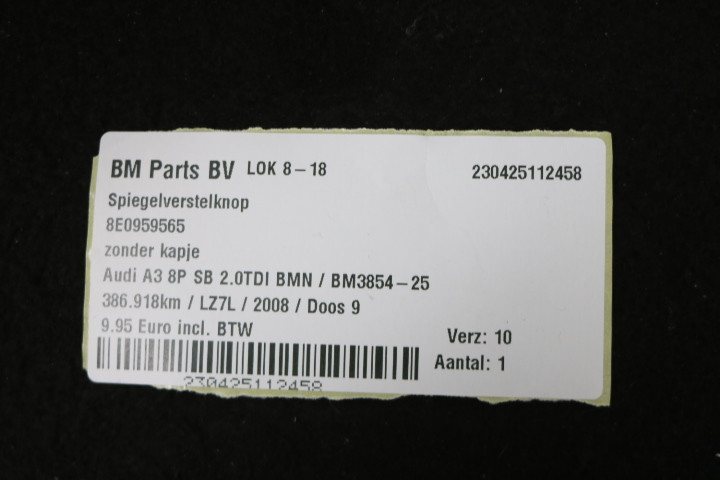 BM Parts BV LOK 8-18 230425112458
Spiegelverstelknop
8E0959565
zonder kapje
Audi A3 8P SB 2.0TDI BMN / BM3854-25
386.918km / LZ7L / 2008 / Doos 9
9.95 Euro incl. BTW
Verz: 10
Aantal: 1
230425112458